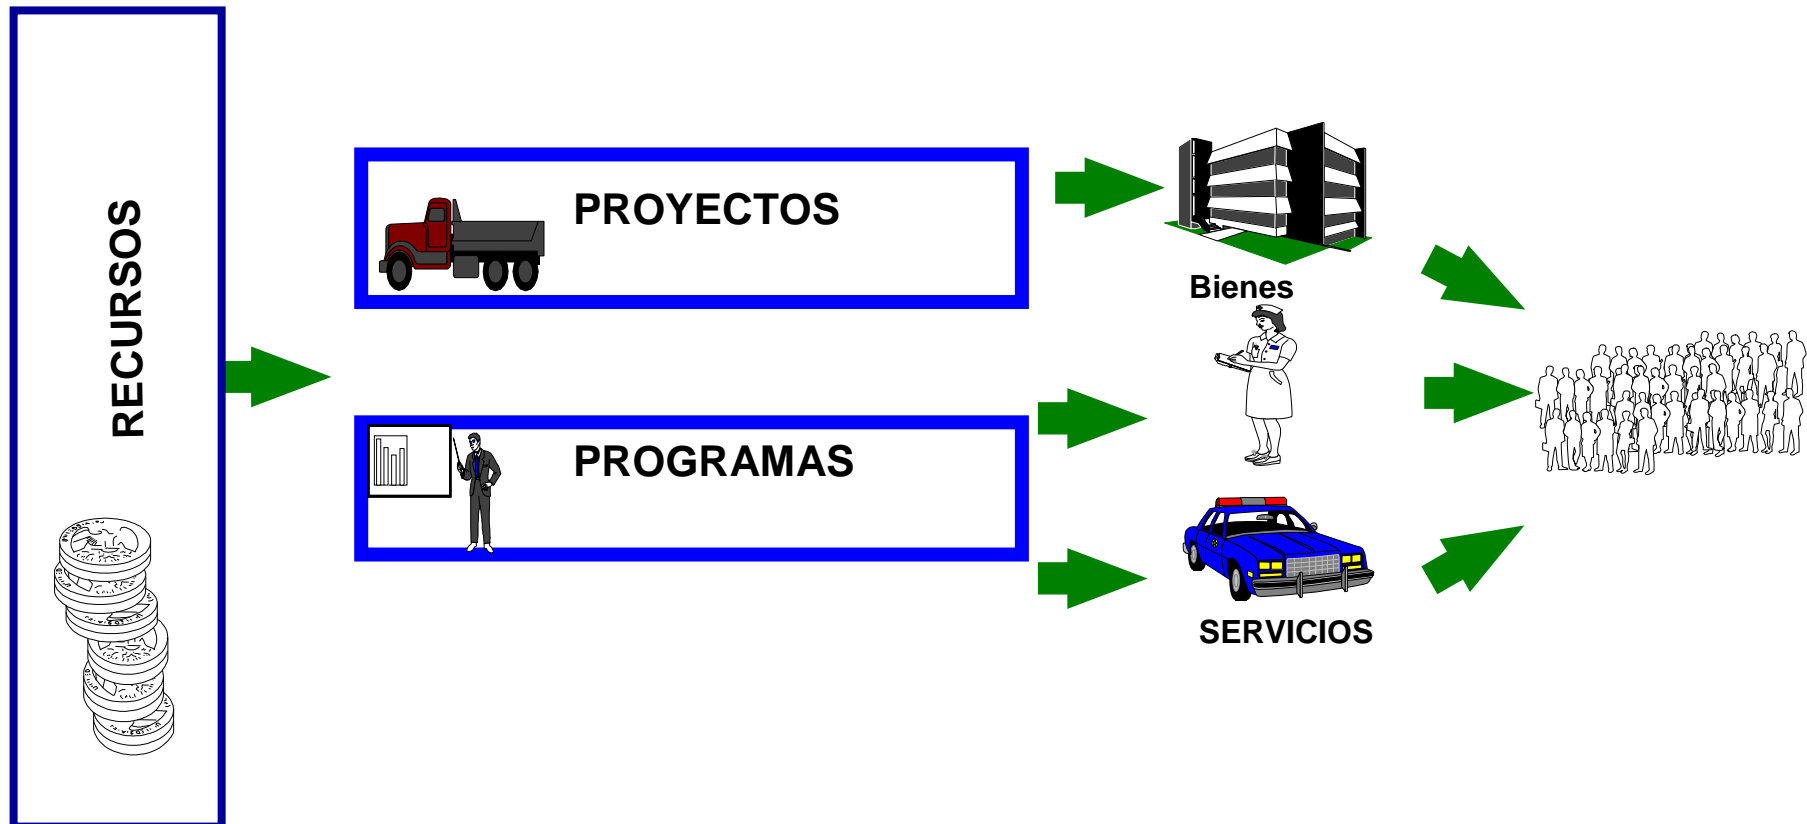 RECURSOS
PROYECTOS
Bienes
PROGRAMAS
SERVICIOS